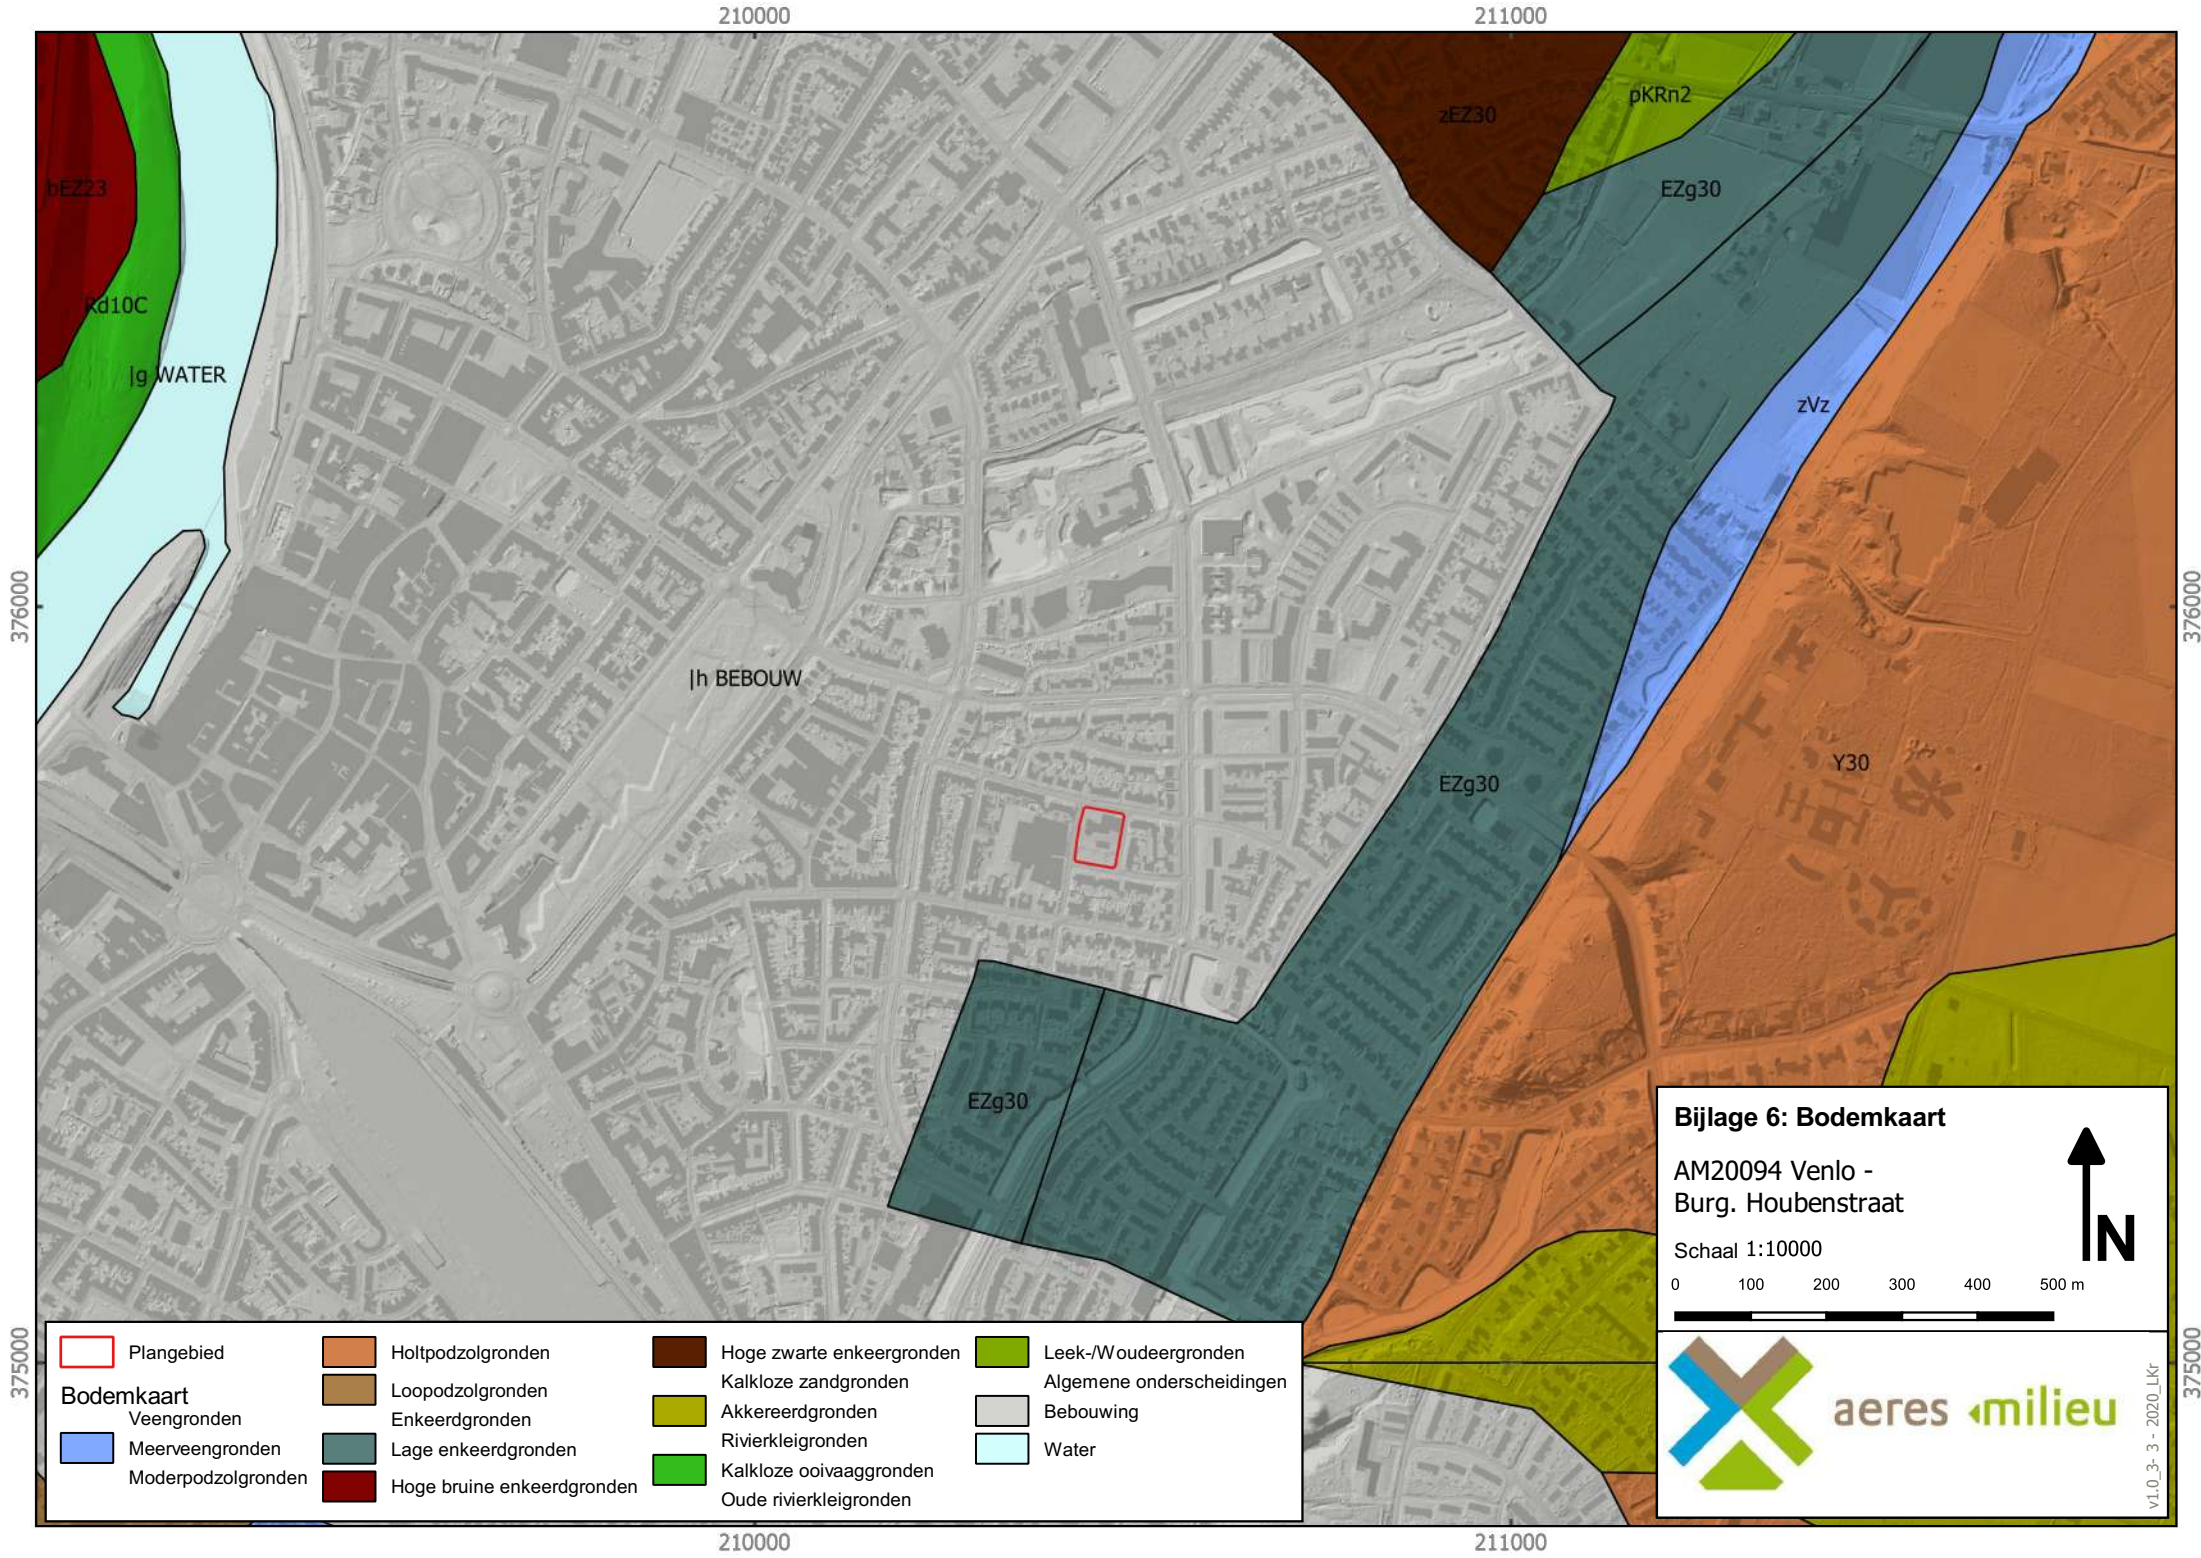 210000
211000
zEZ30
pKRn2
bEZ23
EZg30
Rd10C
|g WATER
zVz
376000
376000
|h BEBOUW
Y30
EZg30
EZg30
Bijlage 6: Bodemkaart
AM20094 Venlo -
Burg. Houbenstraat
Schaal 1:10000
0 100 200 300 400 500 m
N
375000
375000
Plangebied
Bodemkaart
Veengronden
Meerveengronden
Moderpodzolgronden
Holtpodzolgronden
Loopodzolgronden
Enkeerdgronden
Lage enkeerdgronden
Hoge bruine enkeerdgronden
Hoge zwarte enkeergronden
Kalkloze zandgronden
Akkereerdgronden
Rivierkleigronden
Kalkloze ooivaaggronden
Oude rivierkleigronden
Leek-/Woudeergronden
Algemene onderscheidingen
Bebouwing
Water
aeres milieu
v1.0_3- 3 - 2020_LKr
210000
211000